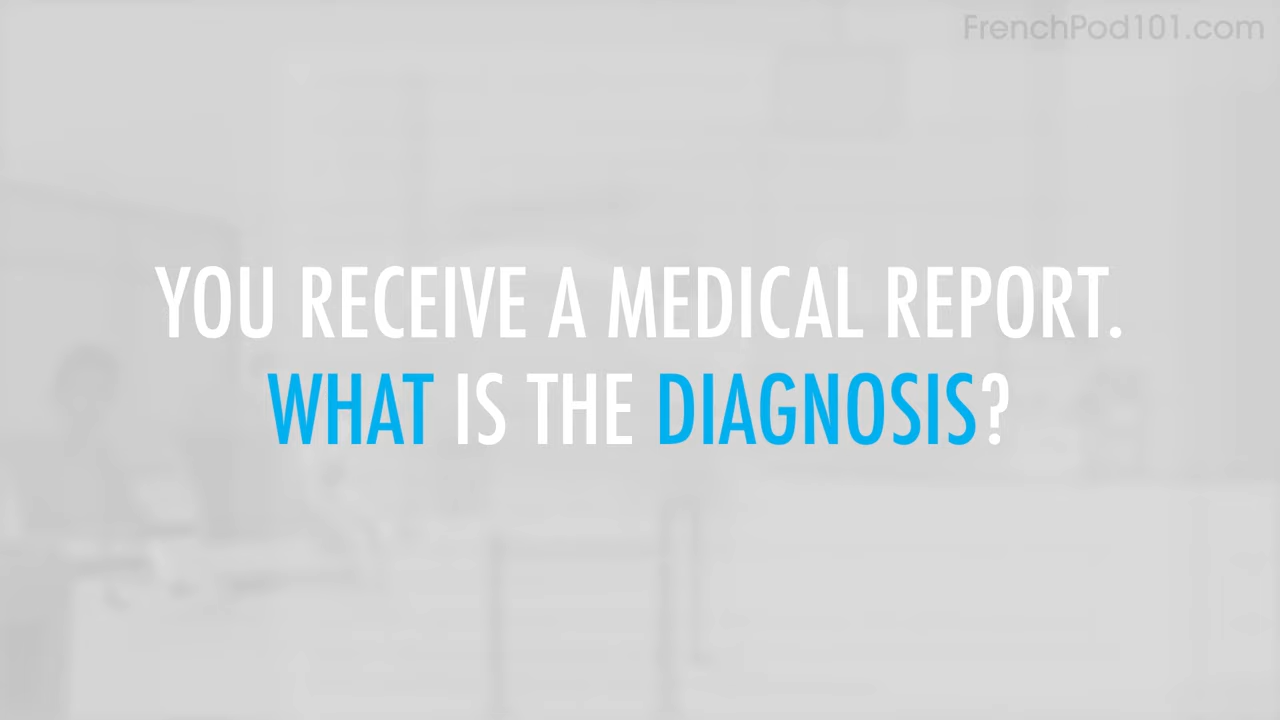 FrenchPod101.com
YOU RECEIVE A MEDICAL REPORT.
WHAT IS THE DIAGNOSIS?